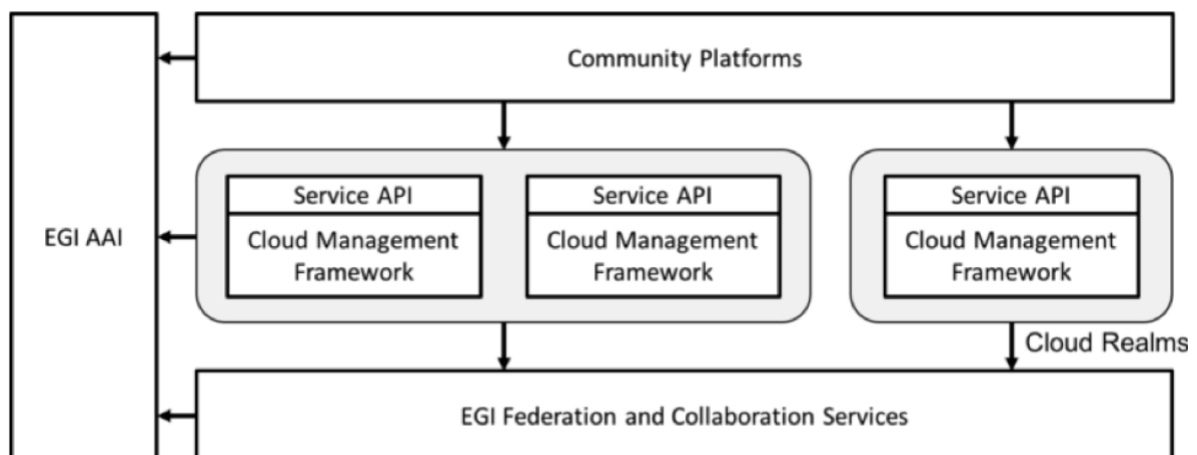 Community Platforms
EGI AAI
Service API
Cloud Management
Framework
Service API
Cloud Management
Framework
Service API
Cloud Management
Framework
Cloud Realms
EGI Federation and Collaboration Services